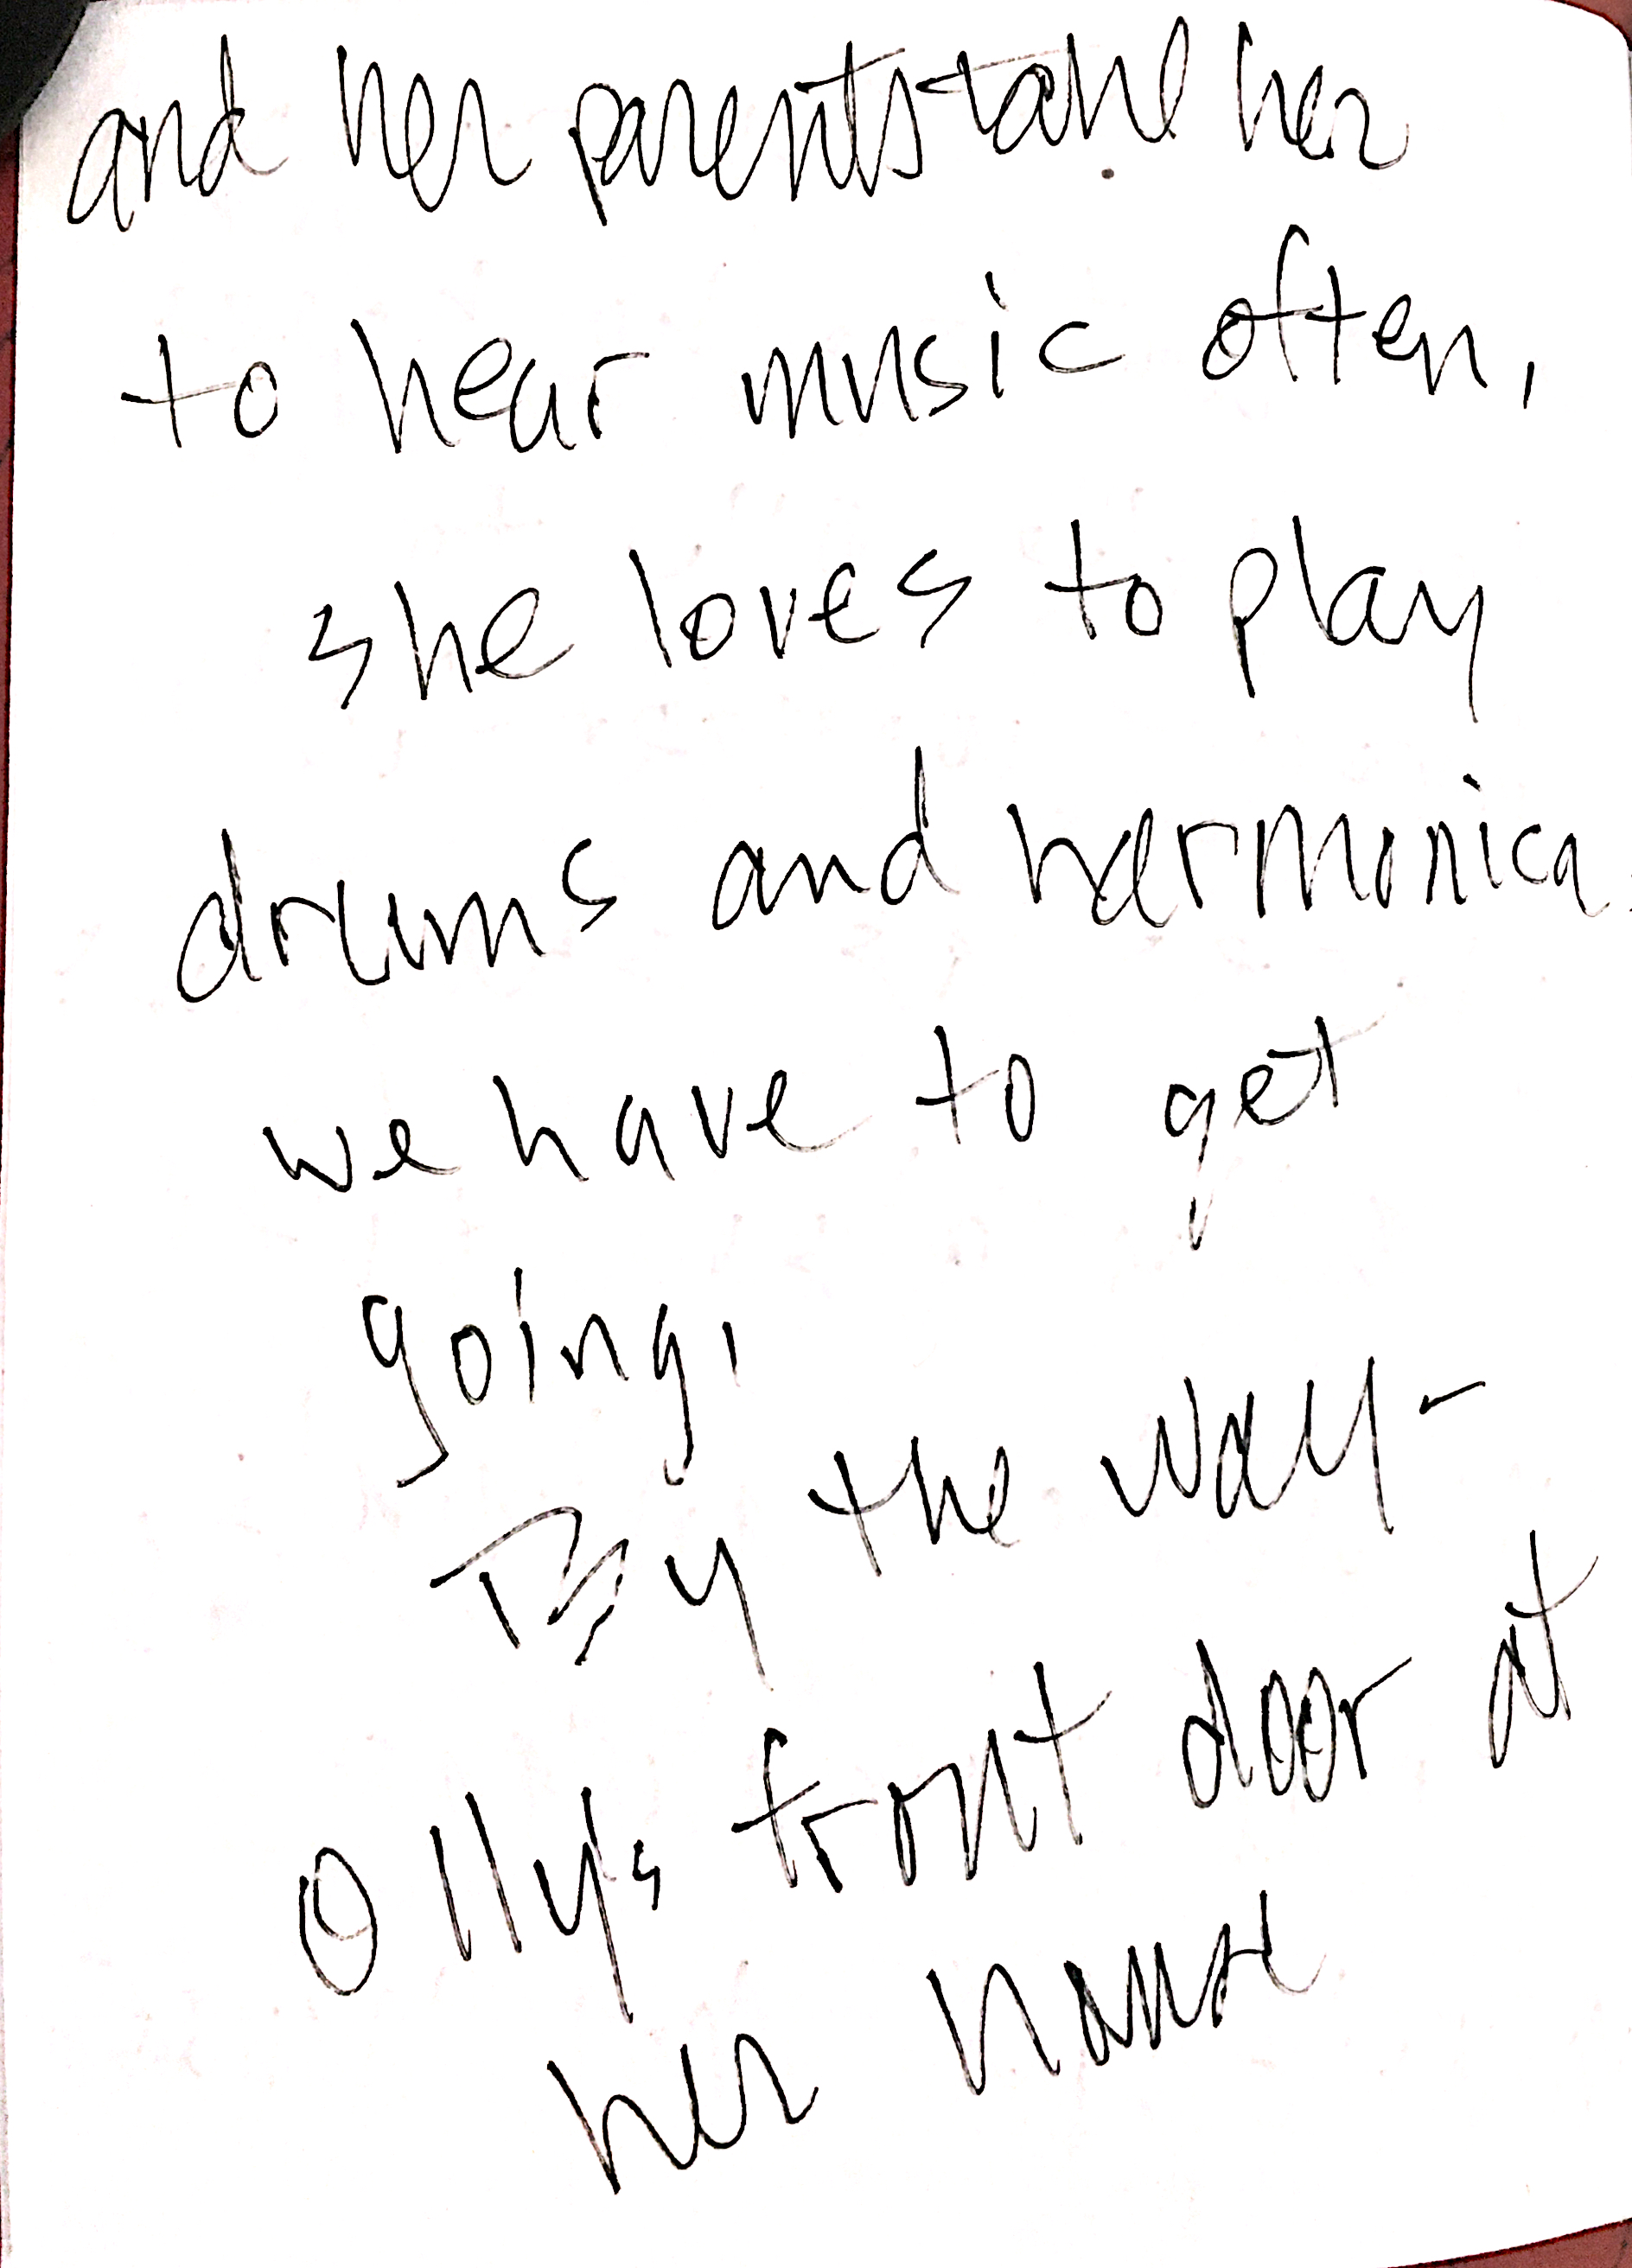 and her parents take her
to hear music often,
she loves to play
drums and harmonica.
we have to get
going.
By the way-
Olly's front door at
her house